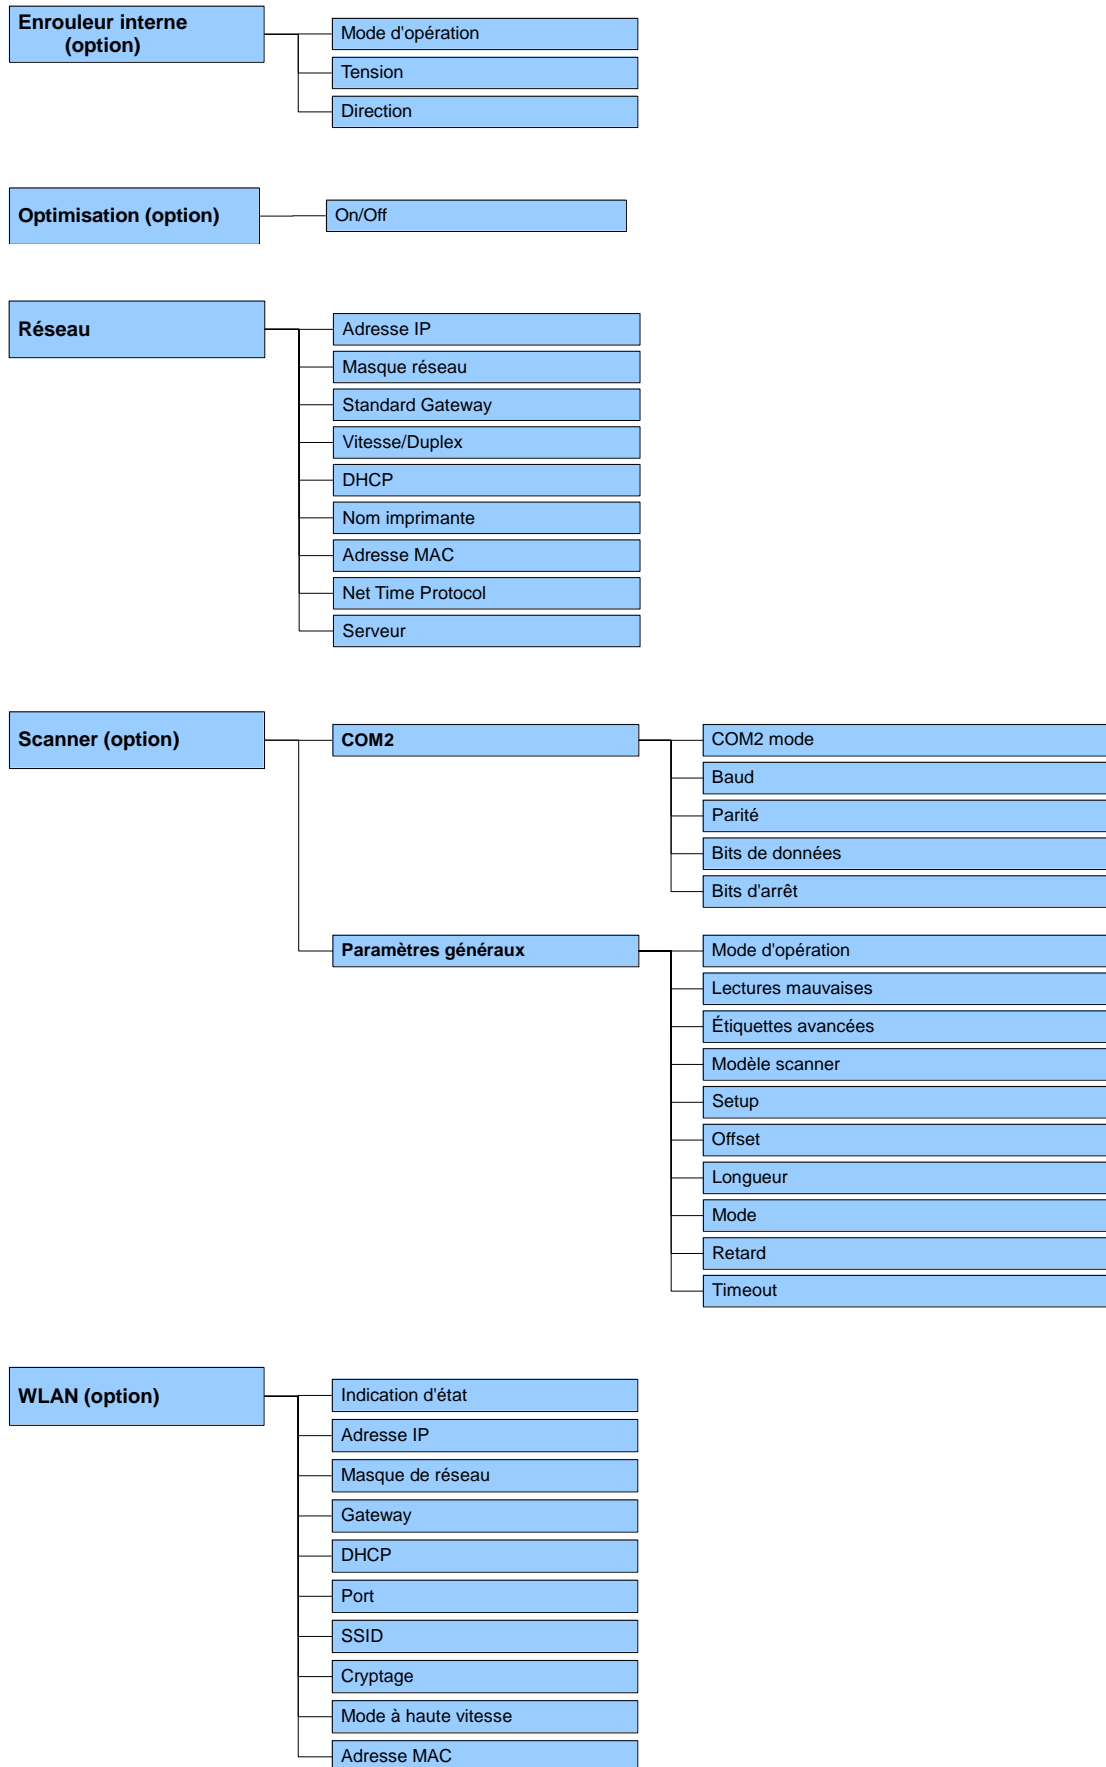 Enrouleur interne
(option)
Mode d'opération
Tension
Direction
Optimisation (option)
On/Off
Réseau
Adresse IP
Masque réseau
Standard Gateway
Vitesse/Duplex
DHCP
Nom imprimante
Adresse MAC
Net Time Protocol
Serveur
Scanner (option)
COM2
COM2 mode
Baud
Parité
Bits de données
Bits d'arrêt
Paramètres généraux
Mode d'opération
Lectures mauvaises
Étiquettes avancées
Modèle scanner
Setup
Offset
Longueur
Mode
Retard
Timeout
WLAN (option)
Indication d'état
Adresse IP
Masque de réseau
Gateway
DHCP
Port
SSID
Cryptage
Mode à haute vitesse
Adresse MAC